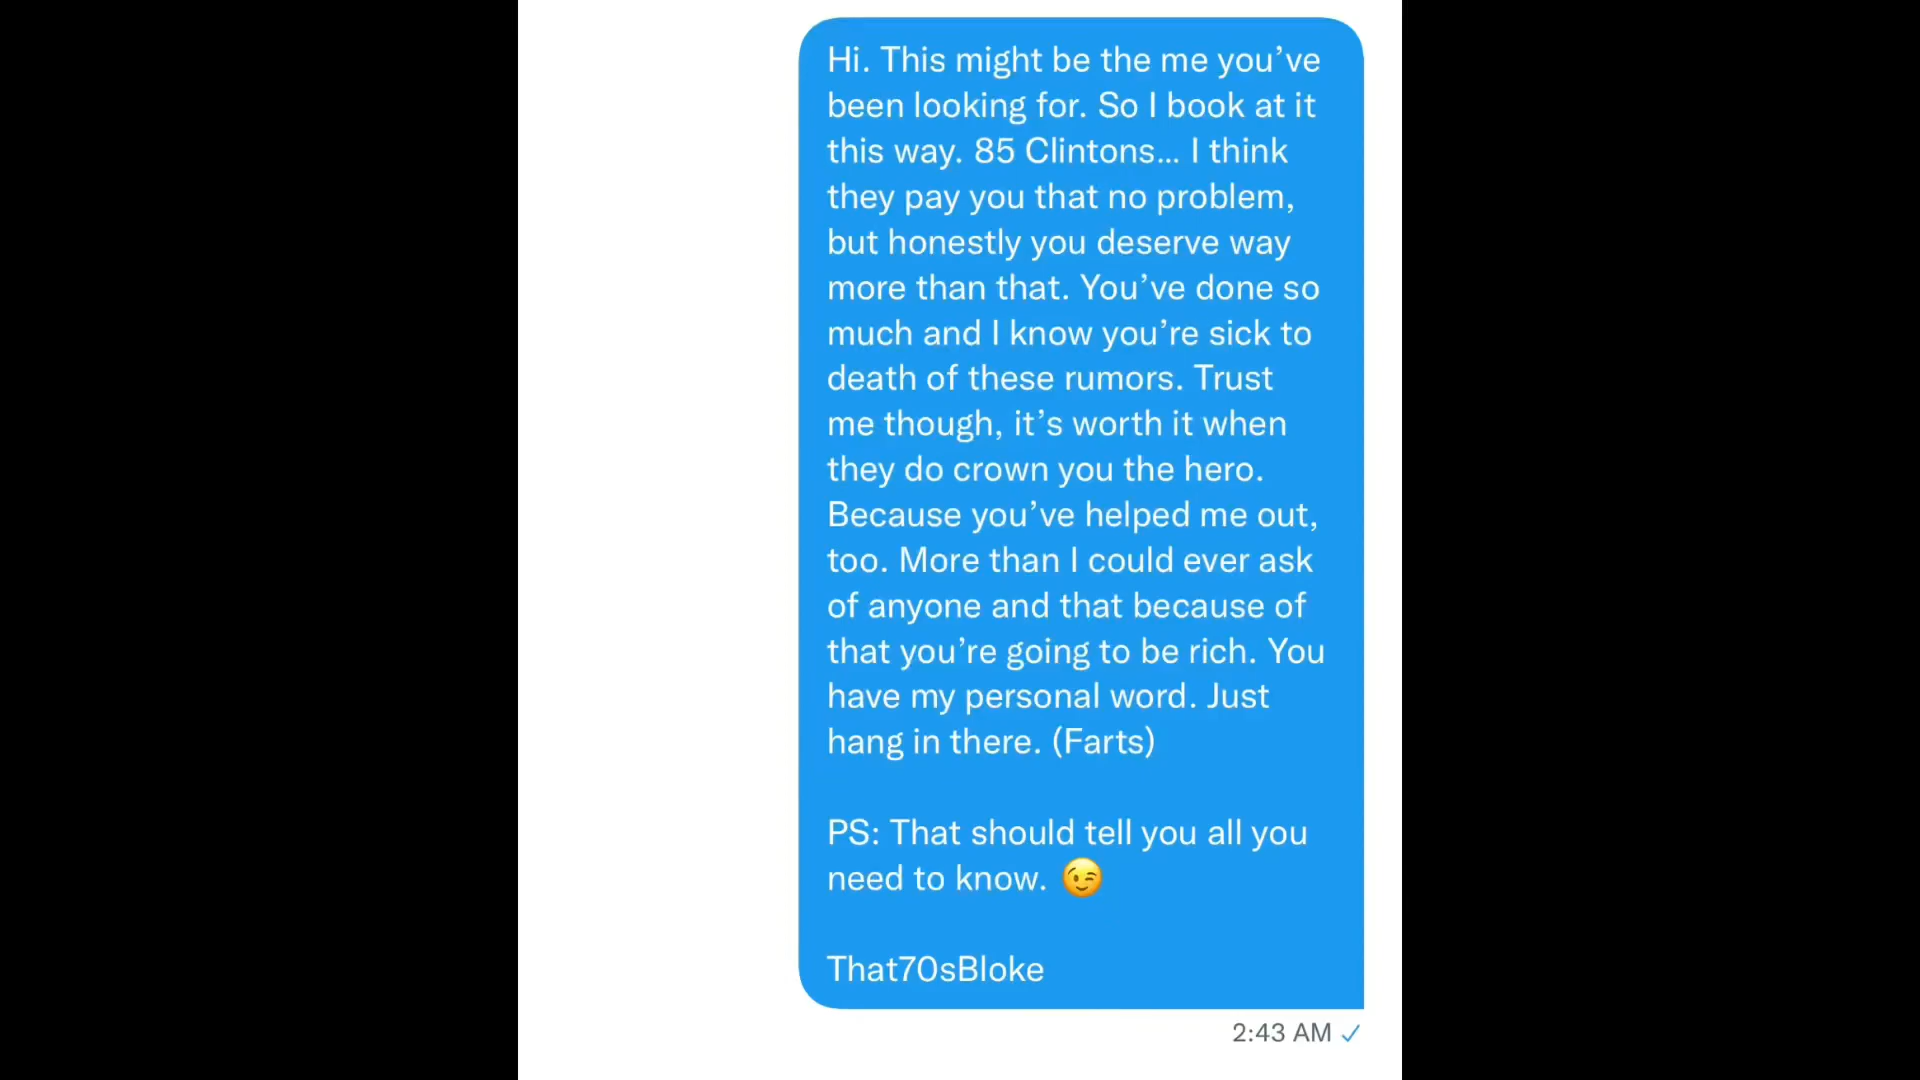 Hi. This might be the me you’ve
been looking for. So I book at it
this way. 85 Clintons... I think
they pay you that no problem,
but honestly you deserve way
more than that. You’ve done so
much and I know you’re sick to
death of these rumors. Trust
me though, it’s worth it when
they do crown you the hero.
Because you’ve helped me out,
too. More than I could ever ask
of anyone and that because of
that you’re going to be rich. You
have my personal word. Just
hang in there. (Farts)
PS: That should tell you all you
need to know. 😉
That70sBloke
2:43 AM ✓